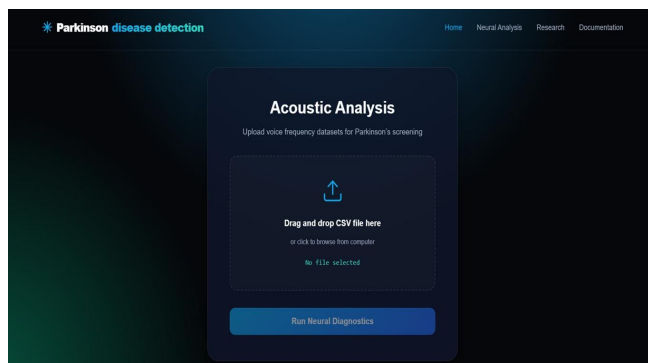 Parkinson disease detection
Home Neural Analysis Research Documentation
Acoustic Analysis
Upload voice frequency datasets for Parkinson's screening
Drag and drop CSV file here
or click to browse from computer
No file selected
Run Neural Diagnostics